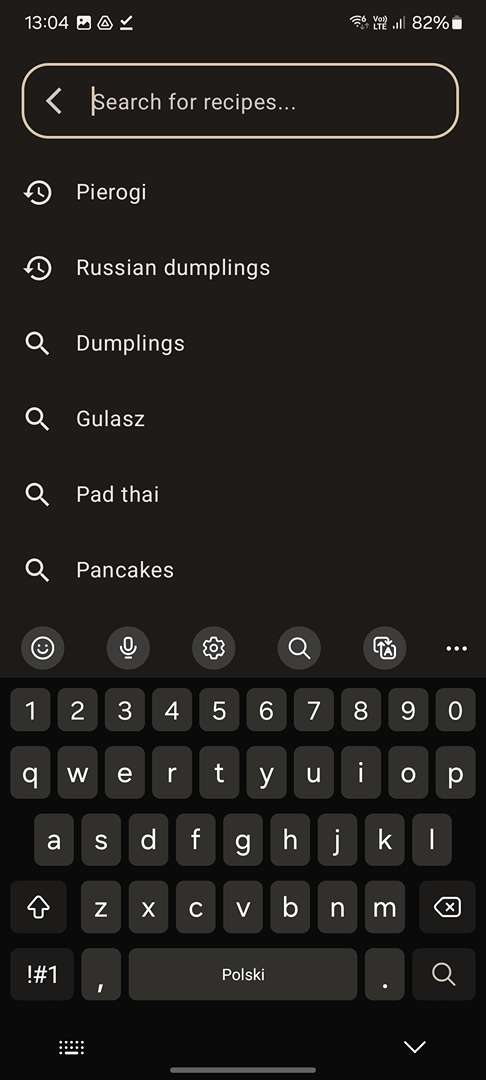 13:04 Vo)) LTE 82%
Search for recipes...
Pierogi
Russian dumplings
Dumplings
Gulasz
Pad thai
Pancakes
1 2 3 4 5 6 7 8 9 0
q w e r t y u i o p
a s d f g h j k l
z x c v b n m
!#1 , Polski .